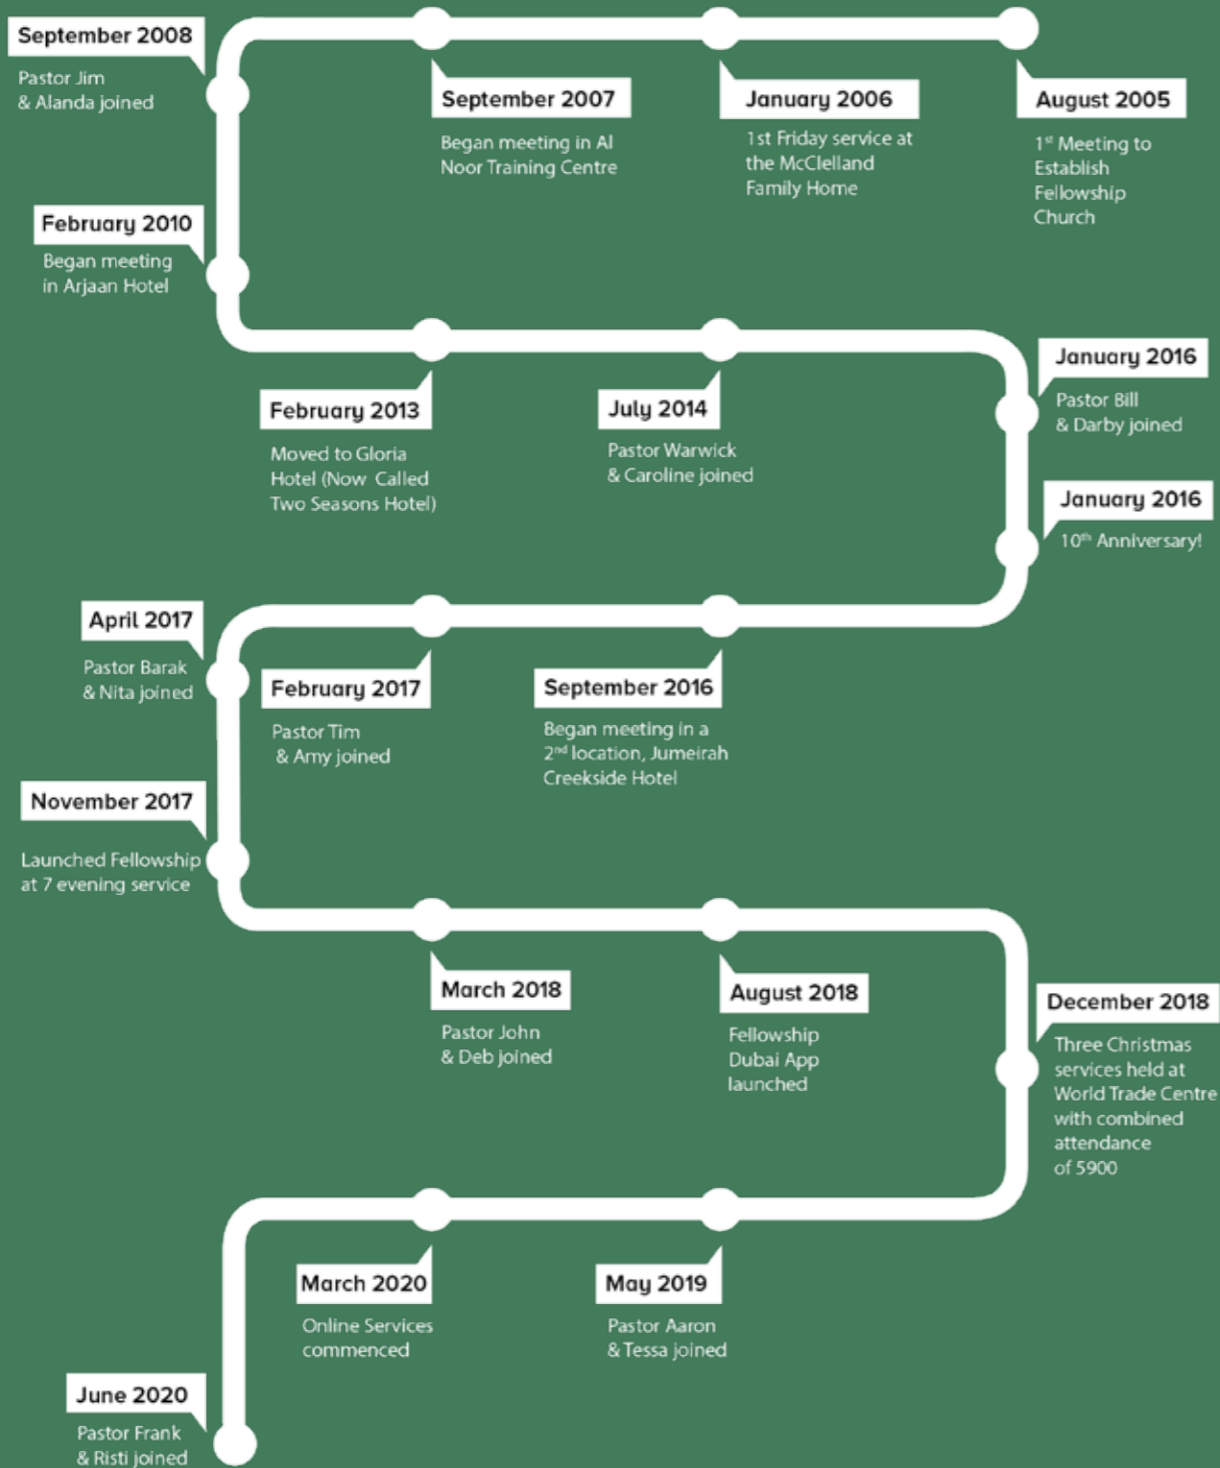 August 2005
1st Meeting to
Establish
Fellowship
Church
January 2006
1st Friday service at
the McClelland
Family Home
September 2007
Began meeting in Al
Noor Training Centre
September 2008
Pastor Jim
& Alanda joined
February 2010
Began meeting
in Arjaan Hotel
February 2013
Moved to Gloria
Hotel (Now Called
Two Seasons Hotel)
July 2014
Pastor Warwick
& Caroline joined
January 2016
Pastor Bill
& Darby joined
January 2016
10th Anniversary!
September 2016
Began meeting in a
2nd location, Jumeirah
Creekside Hotel
February 2017
Pastor Tim
& Amy joined
April 2017
Pastor Barak
& Nita joined
November 2017
Launched Fellowship
at 7 evening service
March 2018
Pastor John
& Deb joined
August 2018
Fellowship
Dubai App
launched
December 2018
Three Christmas
services held at
World Trade Centre
with combined
attendance
of 5900
May 2019
Pastor Aaron
& Tessa joined
March 2020
Online Services
commenced
June 2020
Pastor Frank
& Risti joined